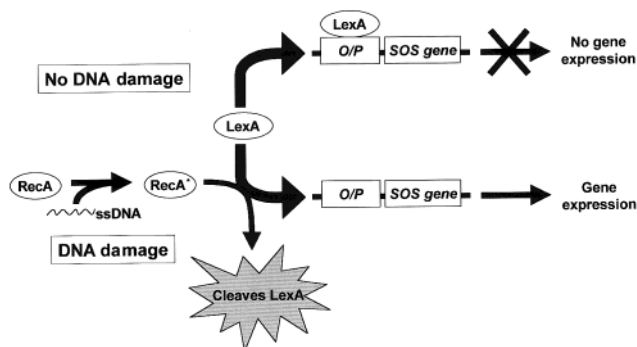 LexA
O/P SOS gene
No gene
expression
No DNA damage
LexA
RecA
RecA*
ssDNA
O/P SOS gene
Gene
expression
DNA damage
Cleaves LexA